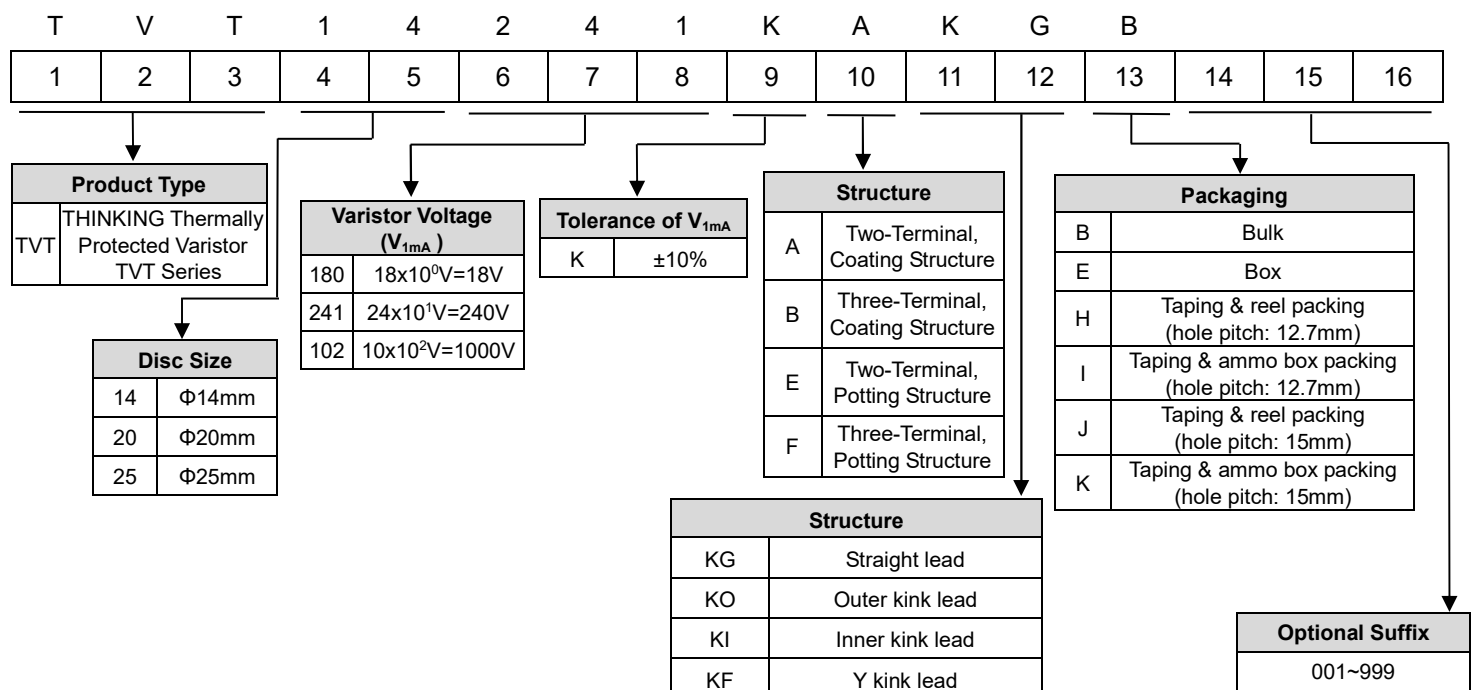 T V T 1 4 2 4 1 K A K G B
1 2 3 4 5 6 7 8 9 10 11 12 13 14 15 16
Product Type
TVT THINKING Thermally
Protected Varistor
TVT Series
Disc Size
14 Φ14mm
20 Φ20mm
25 Φ25mm
Varistor Voltage
(V1mA )
180 18x10⁰V=18V
241 24x10¹V=240V
102 10x10²V=1000V
Tolerance of V1mA
K ±10%
Structure
A Two-Terminal,
Coating Structure
B Three-Terminal,
Coating Structure
E Two-Terminal,
Potting Structure
F Three-Terminal,
Potting Structure
Structure
KG Straight lead
KO Outer kink lead
KI Inner kink lead
KF Y kink lead
Packaging
B Bulk
E Box
H Taping & reel packing
(hole pitch: 12.7mm)
I Taping & ammo box packing
(hole pitch: 12.7mm)
J Taping & reel packing
(hole pitch: 15mm)
K Taping & ammo box packing
(hole pitch: 15mm)
Optional Suffix
001~999